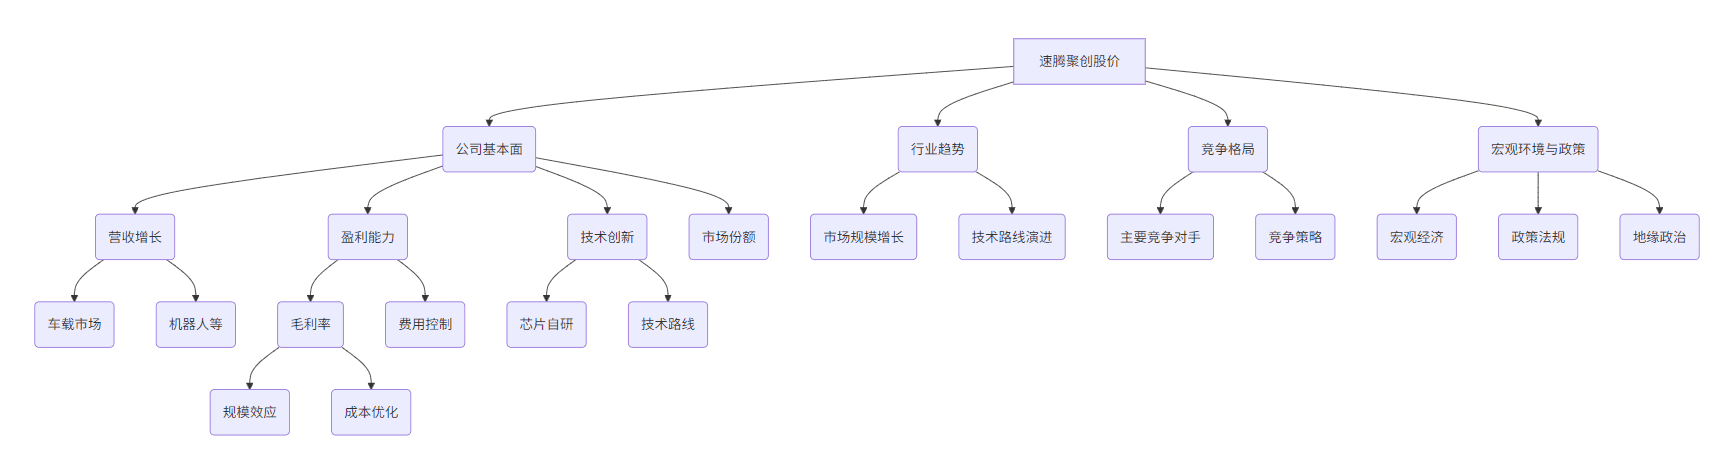 速腾聚创股价
公司基本面
行业趋势
竞争格局
宏观环境与政策
营收增长
盈利能力
技术创新
市场份额
市场规模增长
技术路线演进
主要竞争对手
竞争策略
宏观经济
政策法规
地缘政治
车载市场
机器人等
毛利率
费用控制
芯片自研
技术路线
规模效应
成本优化